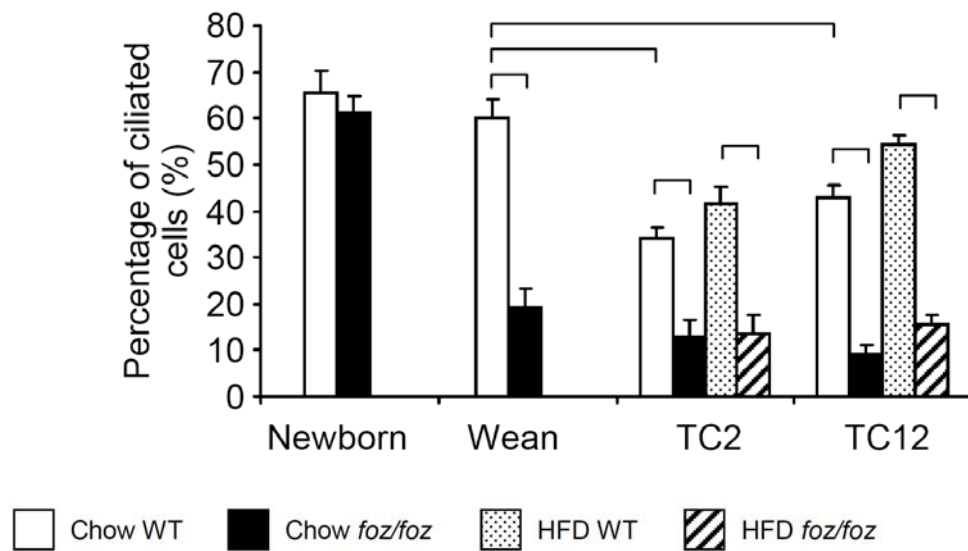 Percentage of ciliated
cells (%)
80
70
60
50
40
30
20
10
0
Newborn Wean TC2 TC12
Chow WT Chow foz/foz HFD WT HFD foz/foz